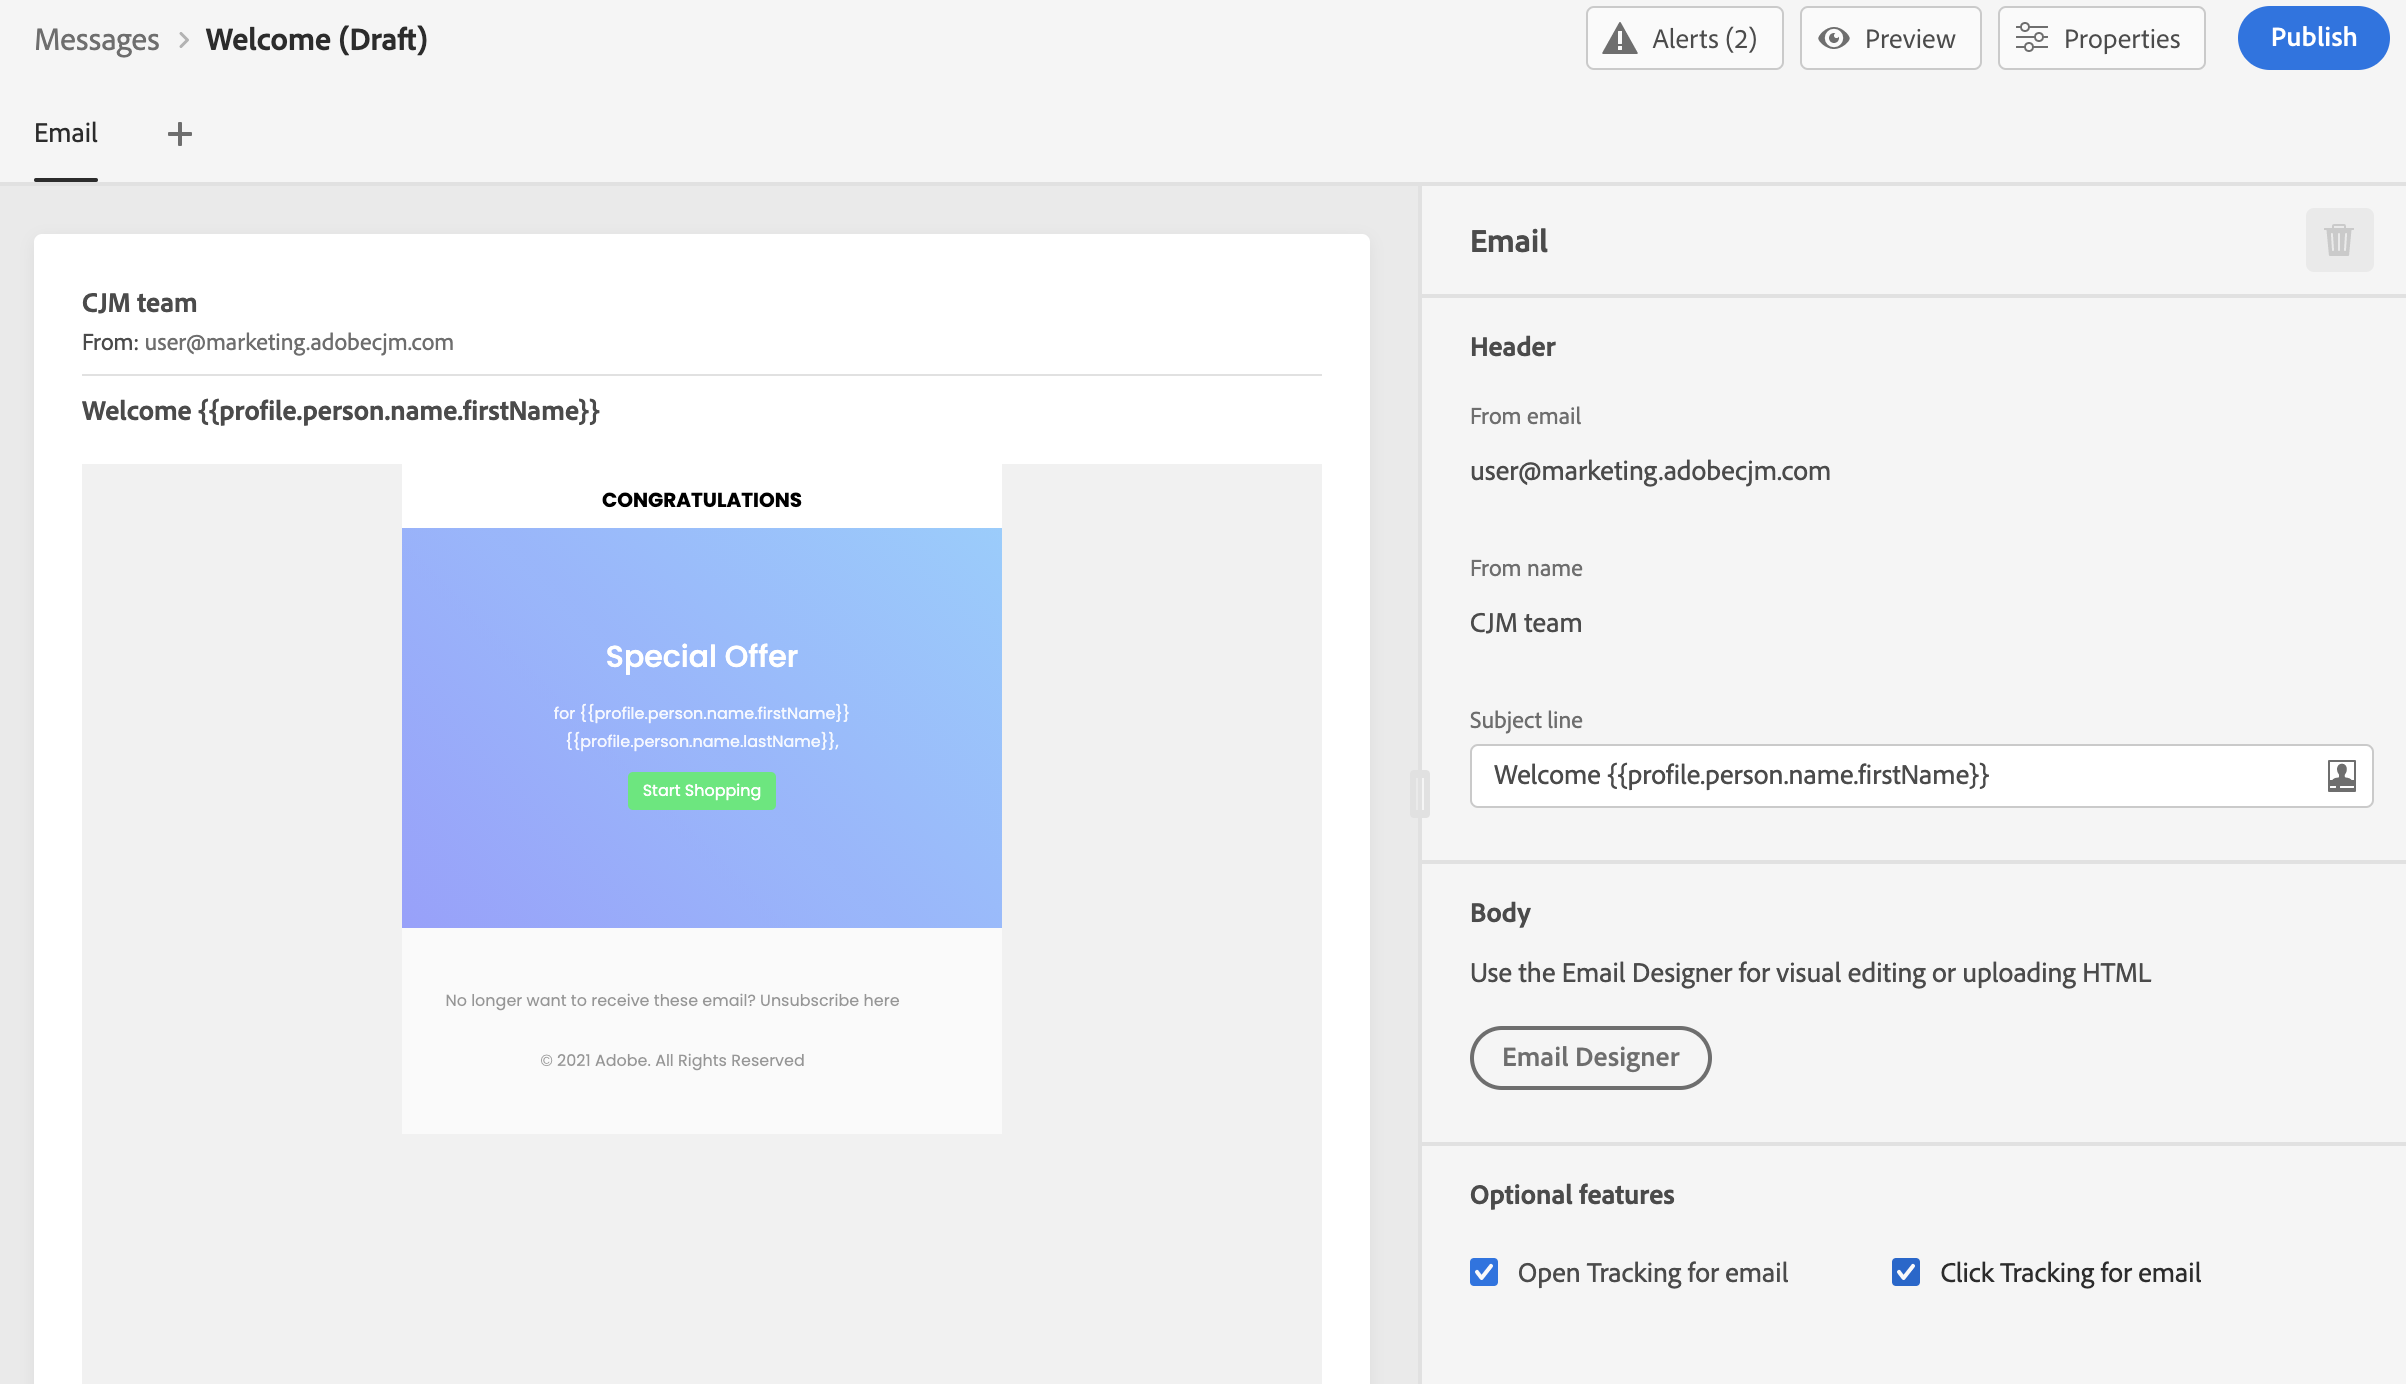 Messages > Welcome (Draft)
Alerts (2)
Preview
Properties
Publish
Email
+
CJM team
From: user@marketing.adobecjm.com
Welcome {{profile.person.name.firstName}}
CONGRATULATIONS
Special Offer
for {{profile.person.name.firstName}}
{{profile.person.name.lastName}},
Start Shopping
No longer want to receive these email? Unsubscribe here
© 2021 Adobe. All Rights Reserved
Email
Header
From email
user@marketing.adobecjm.com
From name
CJM team
Subject line
Welcome {{profile.person.name.firstName}}
Body
Use the Email Designer for visual editing or uploading HTML
Email Designer
Optional features
Open Tracking for email
Click Tracking for email